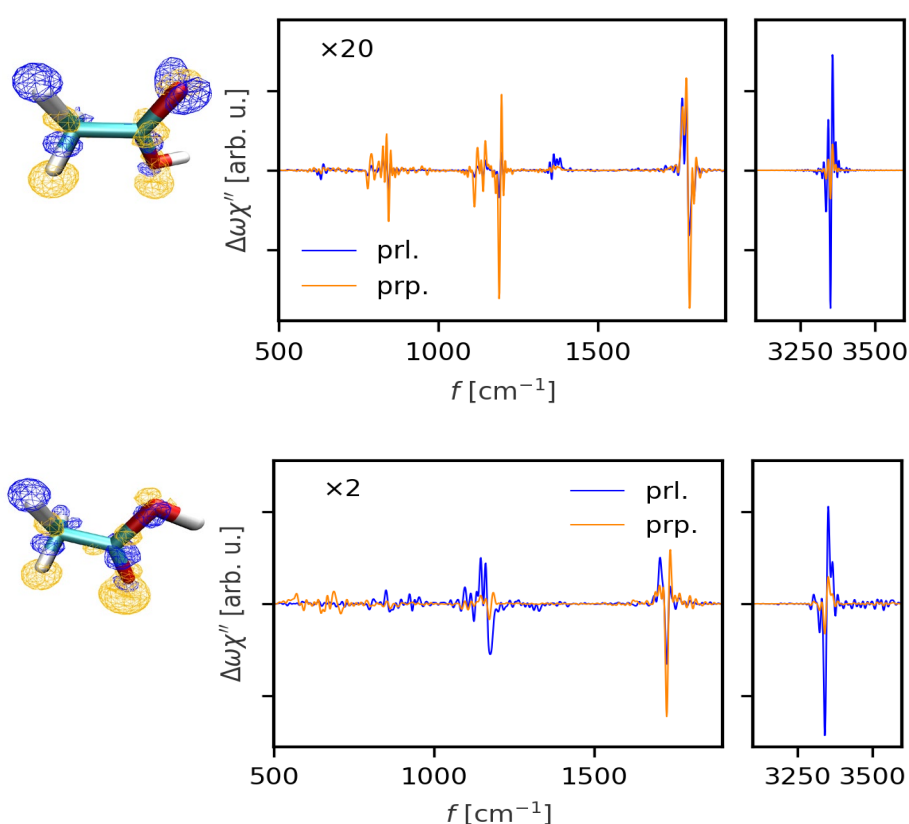 ×20
Δωχ″ [arb. u.]
prl.
prp.
500 1000 1500 3250 3500
f [cm⁻¹]
×2
prl.
prp.
Δωχ″ [arb. u.]
500 1000 1500 3250 3500
f [cm⁻¹]